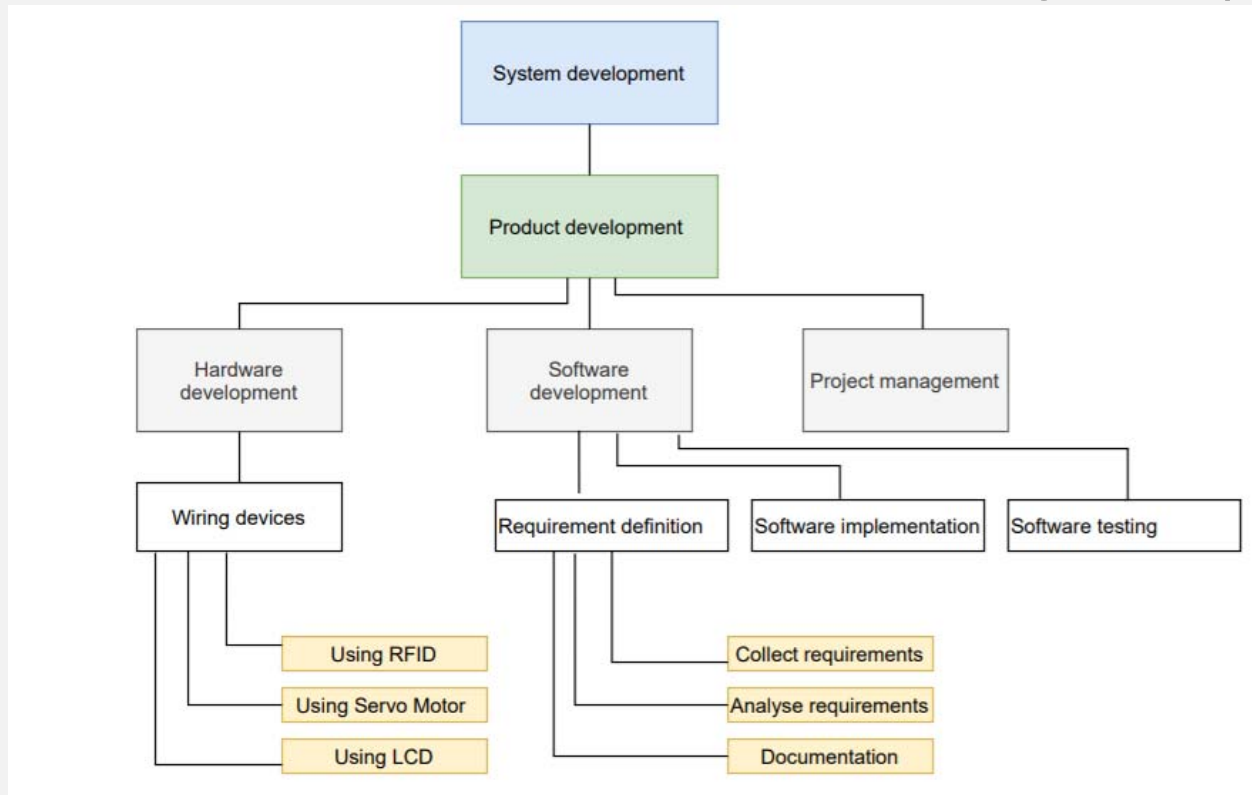 System development
Product development
Hardware
development
Software
development
Project management
Wiring devices
Requirement definition
Software implementation
Software testing
Using RFID
Using Servo Motor
Using LCD
Collect requirements
Analyse requirements
Documentation